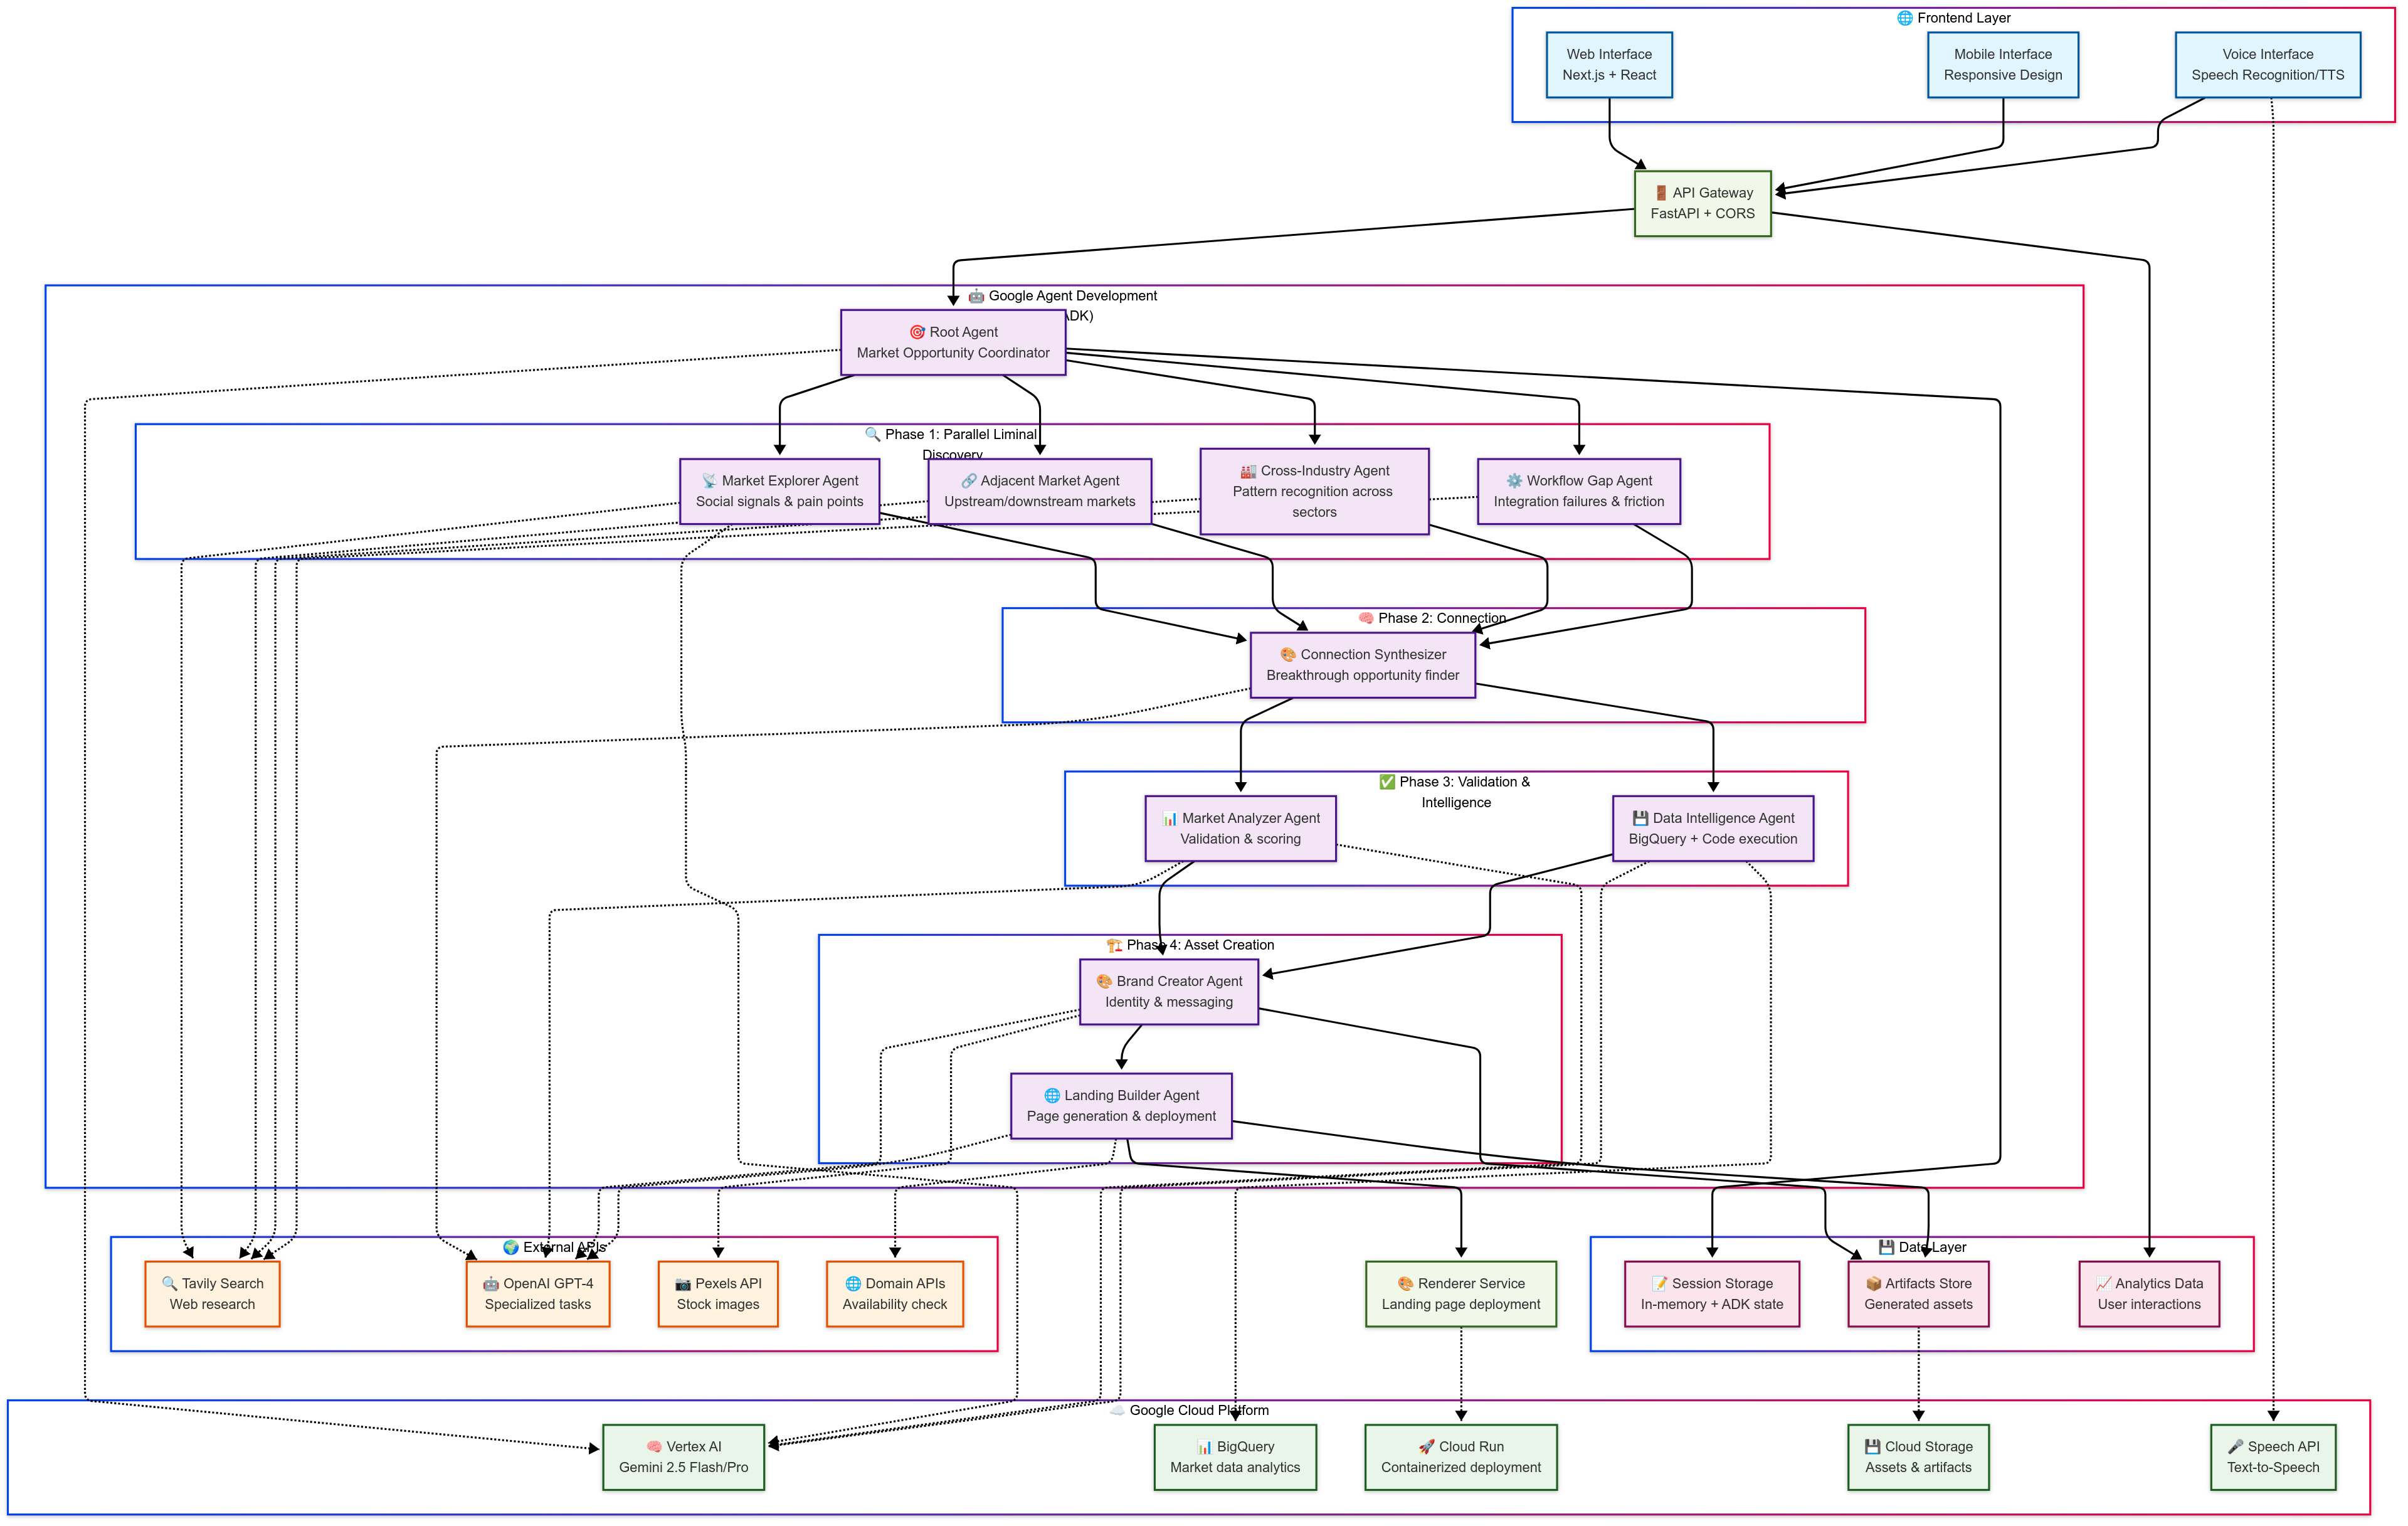 🌐 Frontend Layer
Web Interface
Next.js + React
Mobile Interface
Responsive Design
Voice Interface
Speech Recognition/TTS
🚪 API Gateway
FastAPI + CORS
🤖 Google Agent Development
ADK)
🎯 Root Agent
Market Opportunity Coordinator
🔍 Phase 1: Parallel Liminal
Discovery
📡 Market Explorer Agent
Social signals & pain points
🔗 Adjacent Market Agent
Upstream/downstream markets
🏭 Cross-Industry Agent
Pattern recognition across
sectors
⚙️ Workflow Gap Agent
Integration failures & friction
🧠 Phase 2: Connection
🎨 Connection Synthesizer
Breakthrough opportunity finder
✅ Phase 3: Validation &
Intelligence
📊 Market Analyzer Agent
Validation & scoring
💾 Data Intelligence Agent
BigQuery + Code execution
🏗️ Phase 4: Asset Creation
🎨 Brand Creator Agent
Identity & messaging
🌐 Landing Builder Agent
Page generation & deployment
🌍 External APIs
🔍 Tavily Search
Web research
🤖 OpenAI GPT-4
Specialized tasks
📷 Pexels API
Stock images
🌐 Domain APIs
Availability check
🎨 Renderer Service
Landing page deployment
💾 Data Layer
📝 Session Storage
In-memory + ADK state
📦 Artifacts Store
Generated assets
📈 Analytics Data
User interactions
☁️ Google Cloud Platform
🧠 Vertex AI
Gemini 2.5 Flash/Pro
📊 BigQuery
Market data analytics
🚀 Cloud Run
Containerized deployment
💾 Cloud Storage
Assets & artifacts
🎤 Speech API
Text-to-Speech